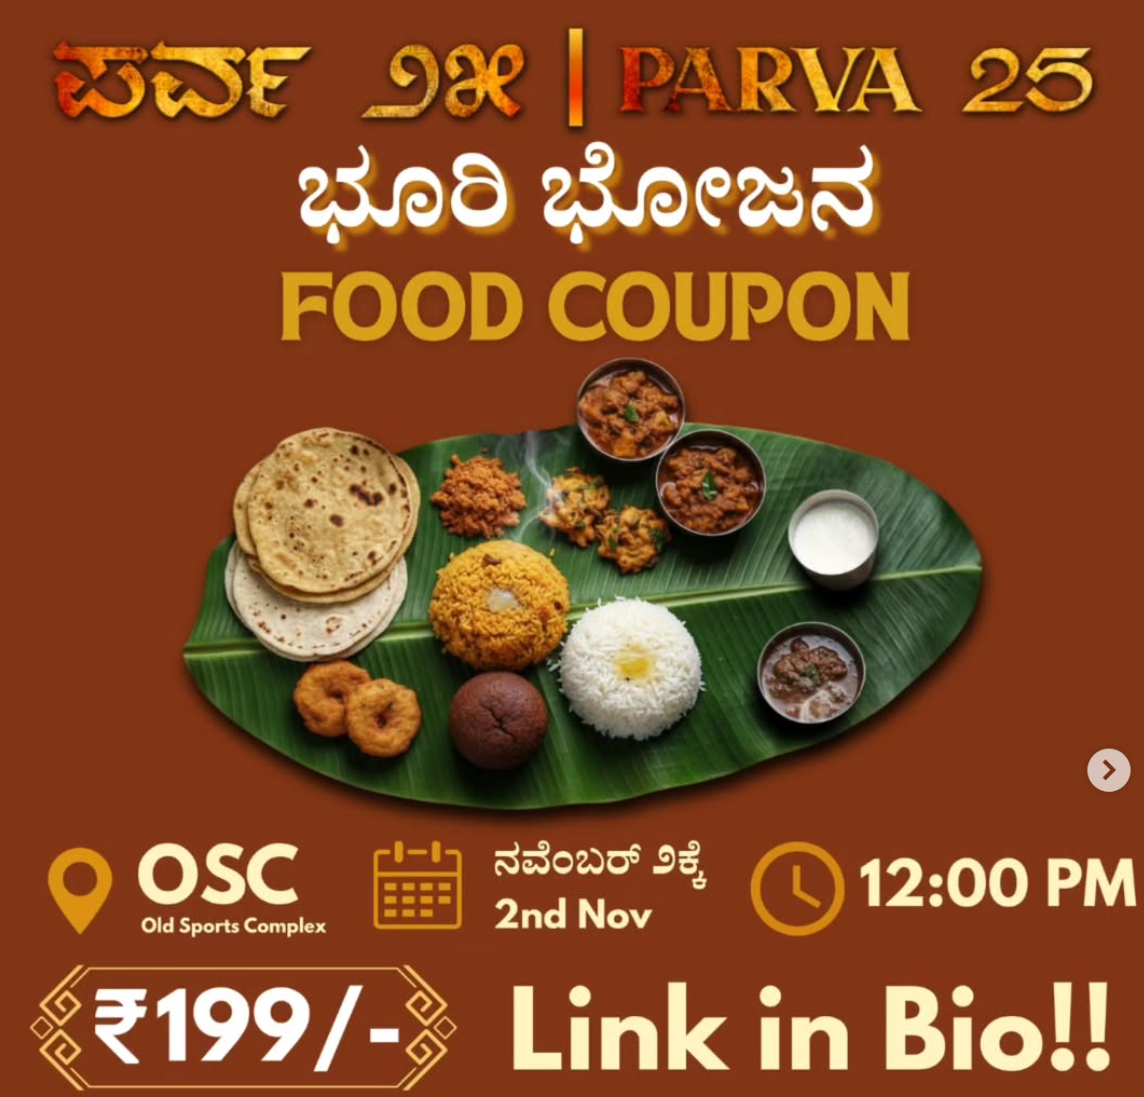 ಪರ್ವ ೨೫ | PARVA 25
ಭೂರಿ ಭೋಜನ
FOOD COUPON
OSC
Old Sports Complex
ನವೆಂಬರ್ ೨ಕ್ಕೆ
2nd Nov
12:00 PM
₹199/-
Link in Bio!!